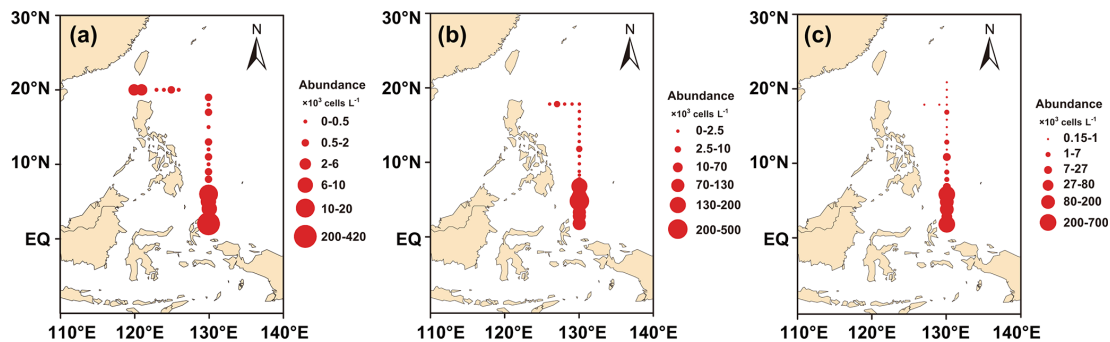 30°N
20°N
10°N
EQ
110°E 120°E 130°E 140°E
(a)
N
Abundance
×10³ cells L⁻¹
0-0.5
0.5-2
2-6
6-10
10-20
200-420
30°N
20°N
10°N
EQ
110°E 120°E 130°E 140°E
(b)
N
Abundance
×10³ cells L⁻¹
0-2.5
2.5-10
10-70
70-130
130-200
200-500
30°N
20°N
10°N
EQ
110°E 120°E 130°E 140°E
(c)
N
Abundance
×10³ cells L⁻¹
0.15-1
1-7
7-27
27-80
80-200
200-700